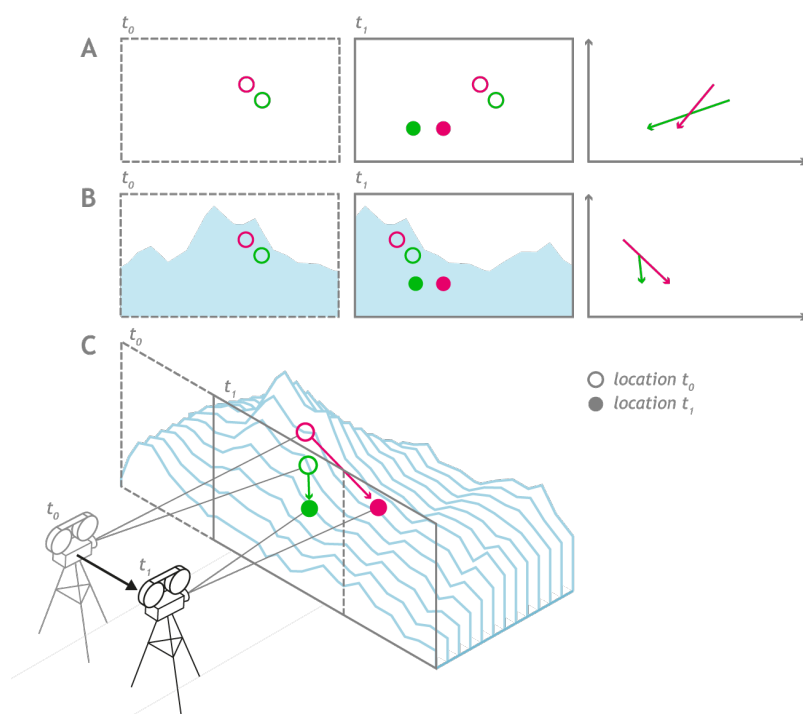 t₀
t₁
A
t₀
t₁
B
t₀
C
t₁
location t₀
location t₁
t₀
t₁